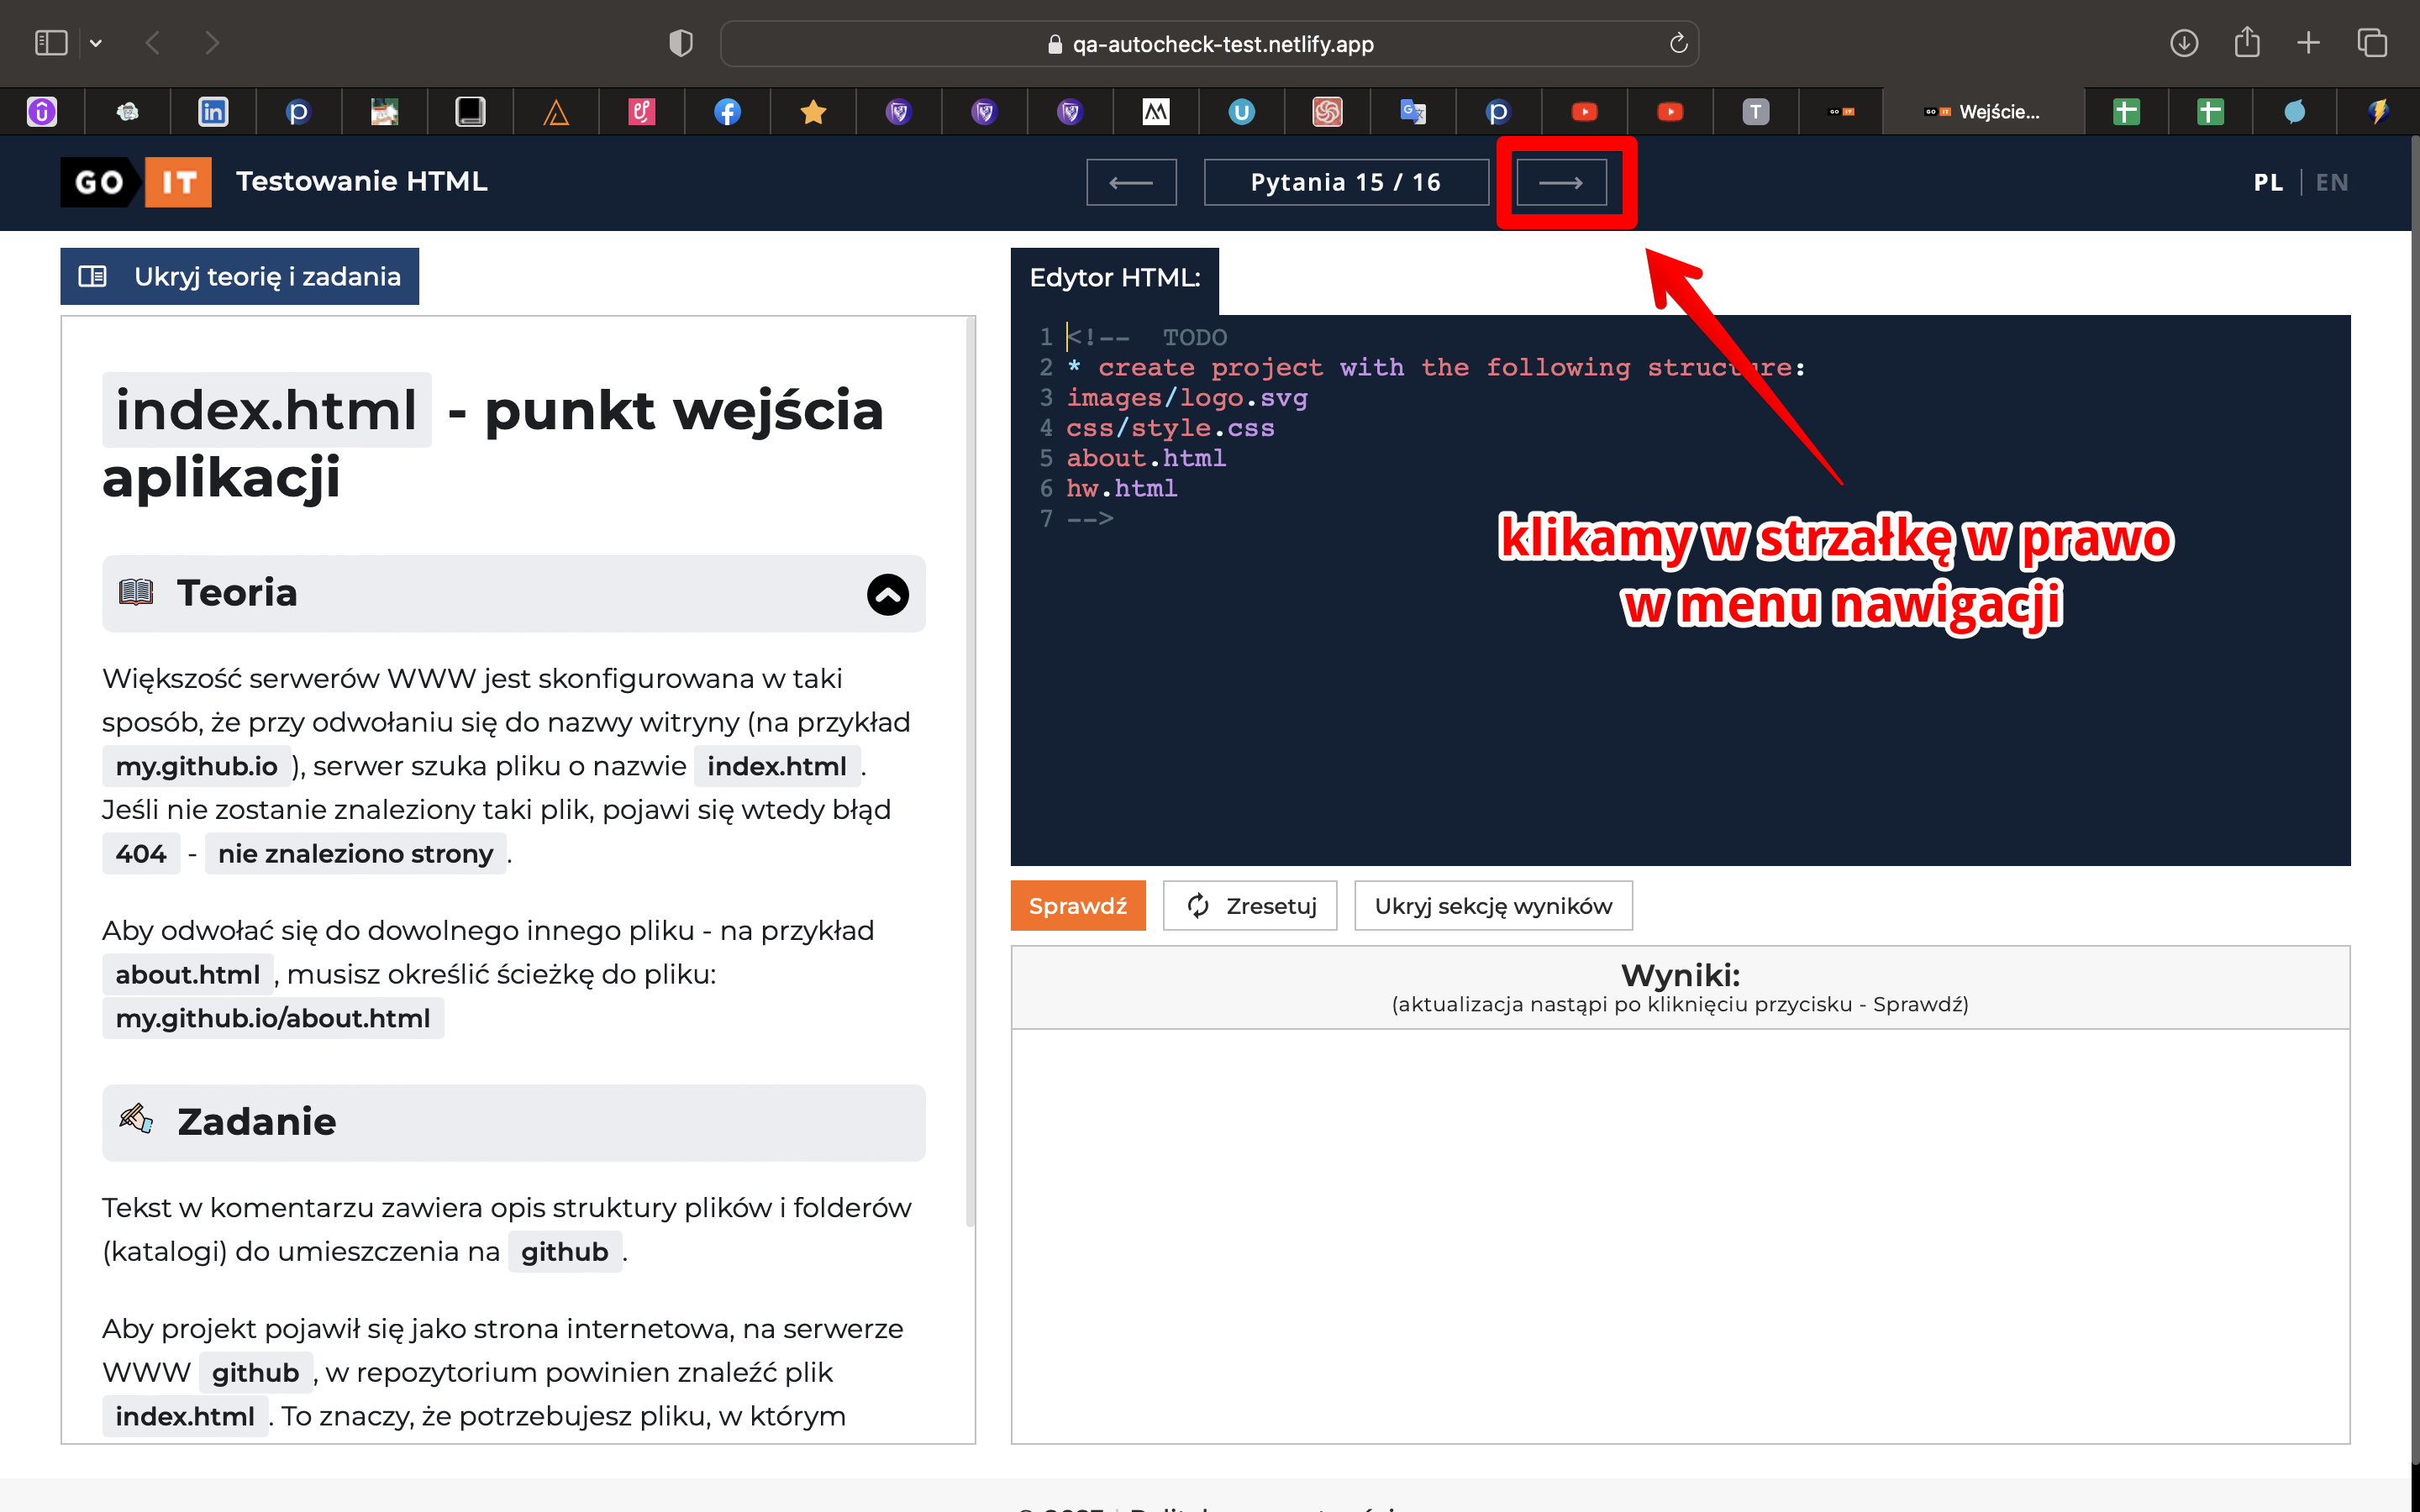 qa-autocheck-test.netlify.app
Wejście...
GO IT Testowanie HTML
Pytania 15 / 16
PL | EN
Ukryj teorię i zadania
index.html - punkt wejścia
aplikacji
Teoria
Większość serwerów WWW jest skonfigurowana w taki
sposób, że przy odwołaniu się do nazwy witryny (na przykład
my.github.io ), serwer szuka pliku o nazwie index.html .
Jeśli nie zostanie znaleziony taki plik, pojawi się wtedy błąd
404 - nie znaleziono strony .
Aby odwołać się do dowolnego innego pliku - na przykład
about.html , musisz określić ścieżkę do pliku:
my.github.io/about.html
Zadanie
Tekst w komentarzu zawiera opis struktury plików i folderów
(katalogi) do umieszczenia na github .
Aby projekt pojawił się jako strona internetowa, na serwerze
WWW github , w repozytorium powinien znaleźć plik
index.html . To znaczy, że potrzebujesz pliku, w którym
Edytor HTML:
1 <!-- TODO
2 * create project with the following structure:
3 images/logo.svg
4 css/style.css
5 about.html
6 hw.html
7 -->
klikamy w strzałkę w prawo
w menu nawigacji
Sprawdź
Zresetuj
Ukryj sekcję wyników
Wyniki:
(aktualizacja nastąpi po kliknięciu przycisku - Sprawdź)